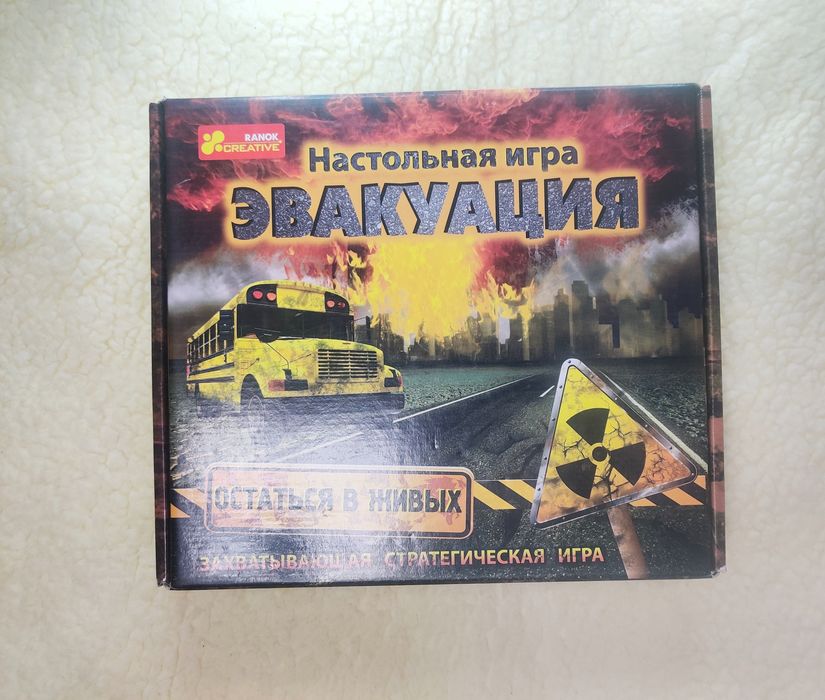 RANOK
CREATIVE
Настольная игра
ЭВАКУАЦИЯ
ОСТАТЬСЯ В ЖИВЫХ
ЗАХВАТЫВАЮЩАЯ СТРАТЕГИЧЕСКАЯ ИГРА